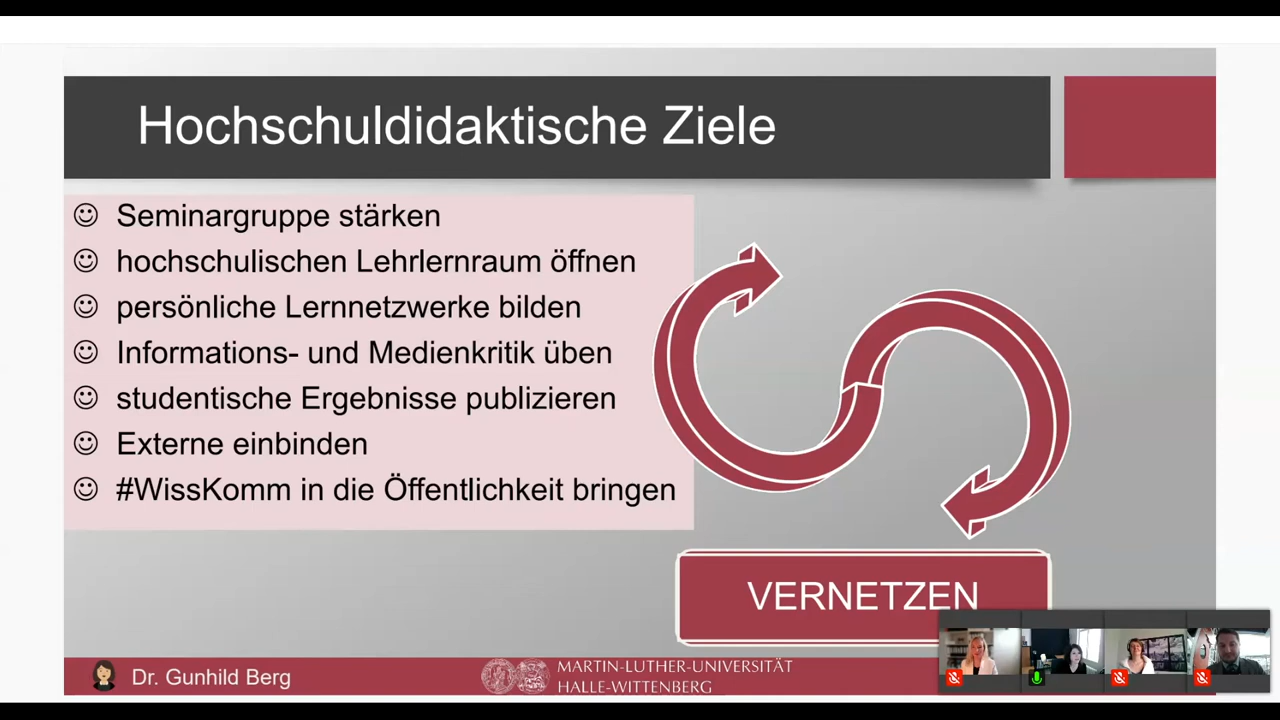 Hochschuldidaktische Ziele
Seminargruppe stärken
hochschulischen Lehrlernraum öffnen
persönliche Lernnetzwerke bilden
Informations- und Medienkritik üben
studentische Ergebnisse publizieren
Externe einbinden
#WissKomm in die Öffentlichkeit bringen
VERNETZEN
Dr. Gunhild Berg
MARTIN-LUTHER-UNIVERSITÄT
HALLE-WITTENBERG